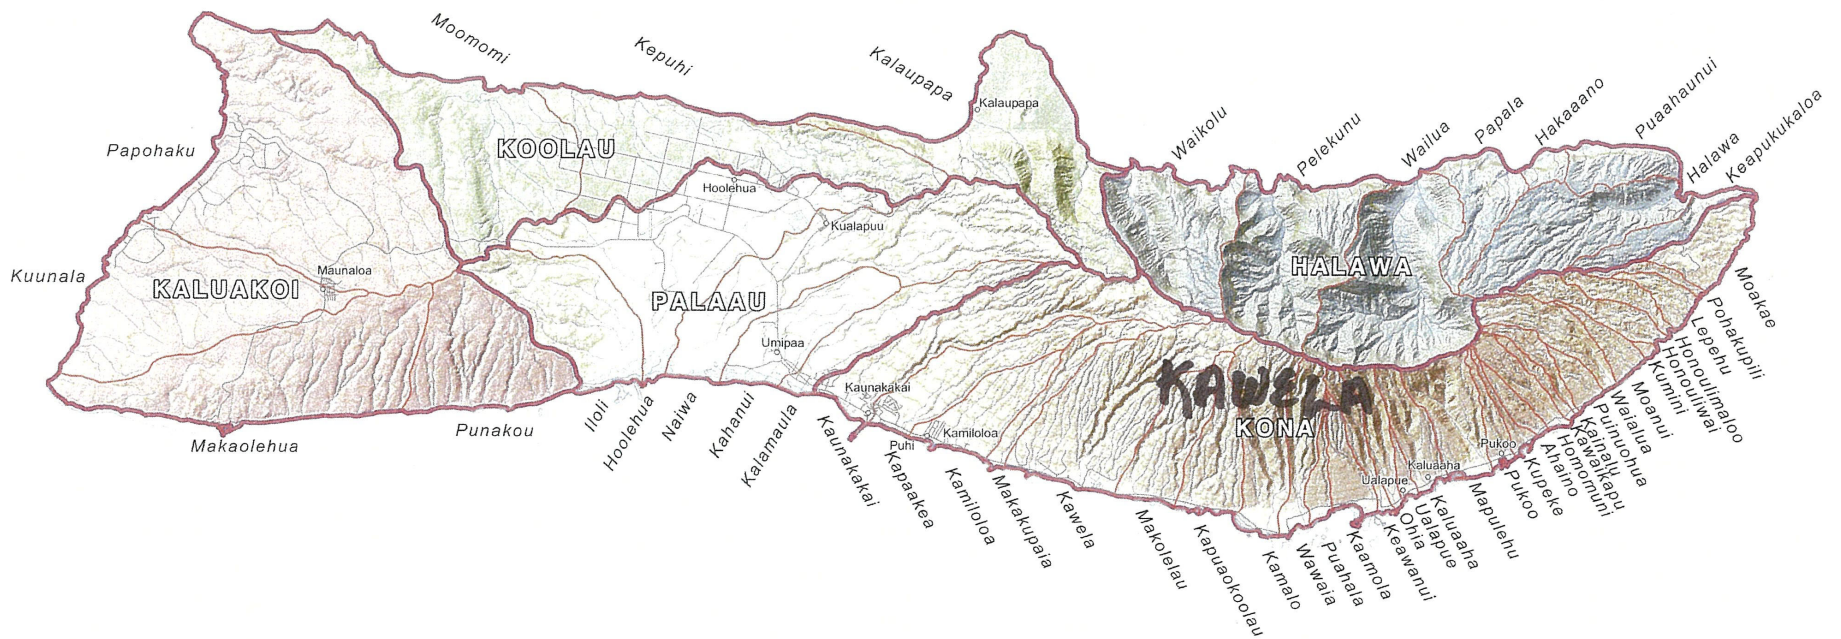 Moomomi
Kepuhi
Kalaupapa
Kalaupapa
Waikolu
Pelekunu
Wailua
Papala
Hakaaano
Puaahaunui
Halawa
Keapukukaloa
Papohaku
KOOLAU
Hoolehua
Kualapuu
Kuunala
KALUAKOI
Maunaloa
PALAAU
HALAWA
Umipaa
Kaunakakai
KAWELA
KONA
Puhi
Kamiloloa
Ualapue
Kaluaaha
Pukoo
Makaolehua
Punakou
Iloli
Hoolehua
Naiwa
Kahanui
Kalamaula
Kaunakakai
Kapaakea
Kamiloloa
Makakupaia
Kawela
Makolelau
Kapuaokoolau
Kamalo
Wawaia
Puahala
Kaamola
Keawanui
Ohia
Ualapue
Kaluaaha
Mapulehu
Pukoo
Kupeke
Ahaino
Homomuni
Kawaikapu
Kainalu
Puinuohua
Waialua
Moanui
Kumini
Honouliwai
Honoulimaloo
Lepehu
Pohakupili
Moakae